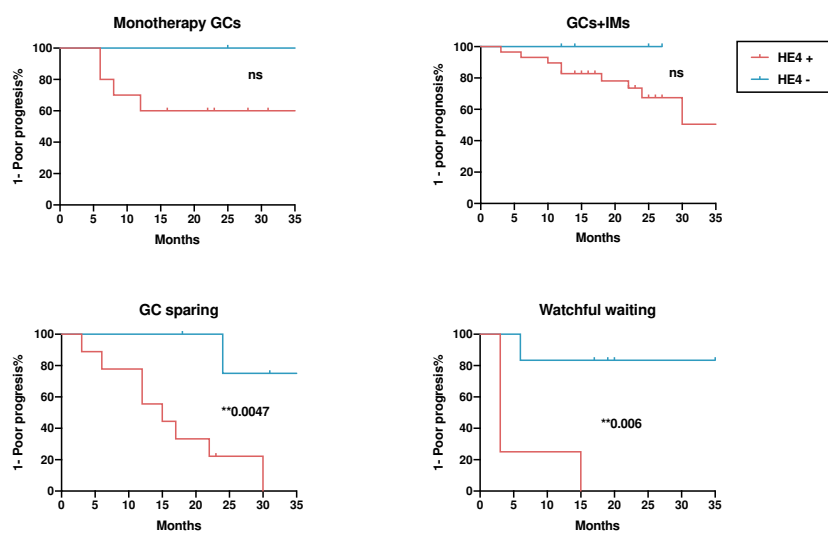 Monotherapy GCs
100
80
60
40
20
0
0 5 10 15 20 25 30 35
Months
1- Poor progresis%
ns
GCs+IMs
100
80
60
40
20
0
0 5 10 15 20 25 30 35
Months
1 - poor prognosis%
ns
HE4 +
HE4 -
GC sparing
100
80
60
40
20
0
0 5 10 15 20 25 30 35
Months
1- Poor progresis%
**0.0047
Watchful waiting
100
80
60
40
20
0
0 5 10 15 20 25 30 35
Months
1- Poor progresis%
**0.006